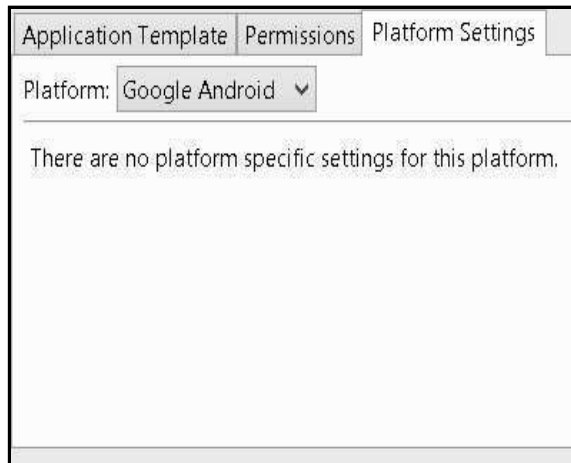 Application Template Permissions Platform Settings
Platform: Google Android
There are no platform specific settings for this platform.